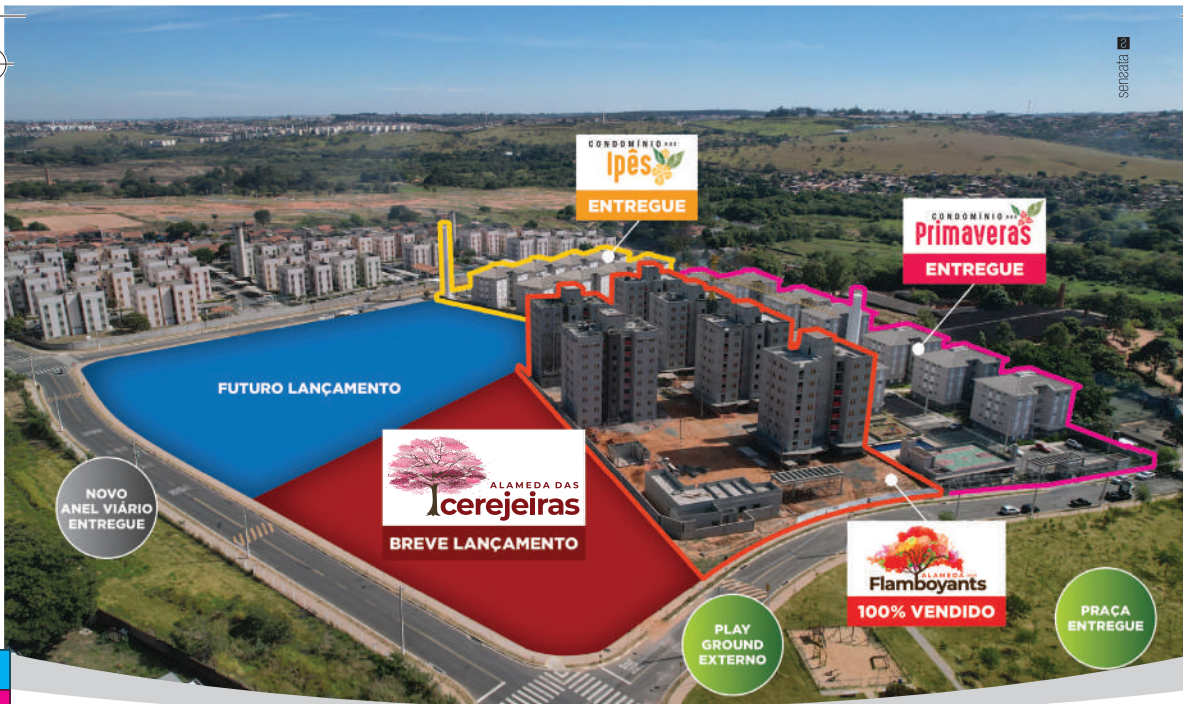 senzata
CONDOMÍNIO DOS
Ipês
ENTREGUE
CONDOMÍNIO DAS
Primaveras
ENTREGUE
FUTURO LANÇAMENTO
ALAMEDA DAS
cerejeiras
BREVE LANÇAMENTO
NOVO
ANEL VIÁRIO
ENTREGUE
ALAMEDA DOS
Flamboyants
100% VENDIDO
PLAY
GROUND
EXTERNO
PRAÇA
ENTREGUE